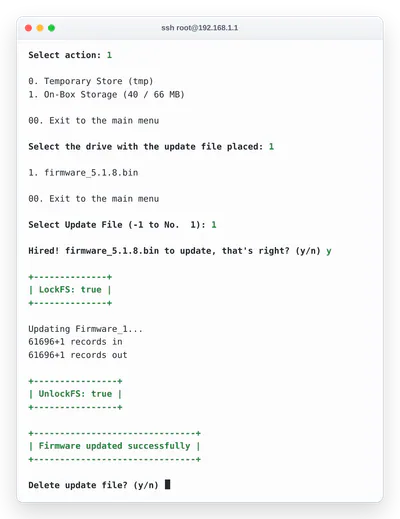 ssh root@192.168.1.1
Select action: 1
0. Temporary Store (tmp)
1. On-Box Storage (40 / 66 MB)
00. Exit to the main menu
Select the drive with the update file placed: 1
1. firmware_5.1.8.bin
00. Exit to the main menu
Select Update File (-1 to No.  1): 1
Hired! firmware_5.1.8.bin to update, that's right? (y/n) y
+--------------+
| LockFS: true |
+--------------+
Updating Firmware_1...
61696+1 records in
61696+1 records out
+----------------+
| UnlockFS: true |
+----------------+
+-------------------------------+
| Firmware updated successfully |
+-------------------------------+
Delete update file? (y/n)